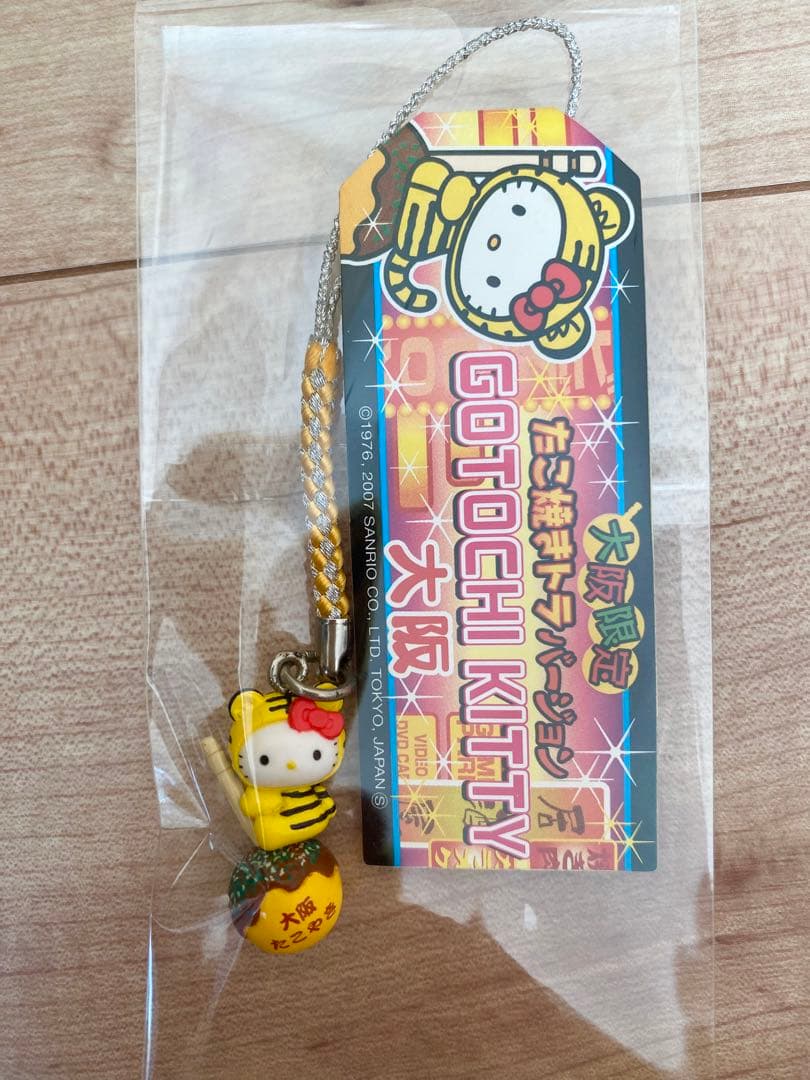 大阪限定
たこ焼きトラバージョン
GOTOCHI KITTY
大阪
©1976, 2007 SANRIO CO., LTD. TOKYO, JAPAN Ⓢ
VIDEO
大阪
たこやき